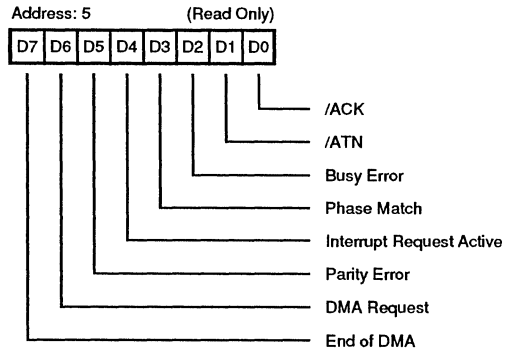 Address: 5 (Read Only)
D7 D6 D5 D4 D3 D2 D1 D0
/ACK
/ATN
Busy Error
Phase Match
Interrupt Request Active
Parity Error
DMA Request
End of DMA